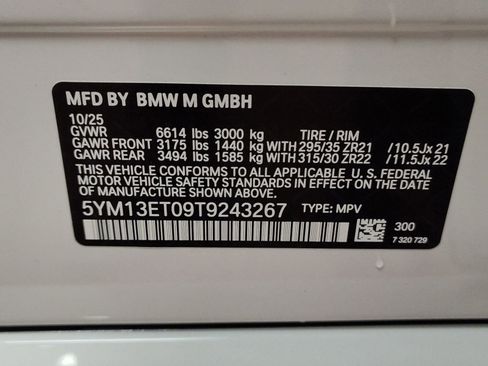 MFD BY BMW M GMBH
10/25
GVWR 6614 lbs 3000 kg TIRE / RIM
GAWR FRONT 3175 lbs 1440 kg WITH 295/35 ZR21 / 10.5Jx 21
GAWR REAR 3494 lbs 1585 kg WITH 315/30 ZR22 / 11.5Jx 22
THIS VEHICLE CONFORMS TO ALL APPLICABLE U.S. FEDERAL
MOTOR VEHICLE SAFETY STANDARDS IN EFFECT ON THE DATE OF
MANUFACTURE SHOWN ABOVE.
5YM13ET09T9243267 TYPE: MPV
300
7 320 729